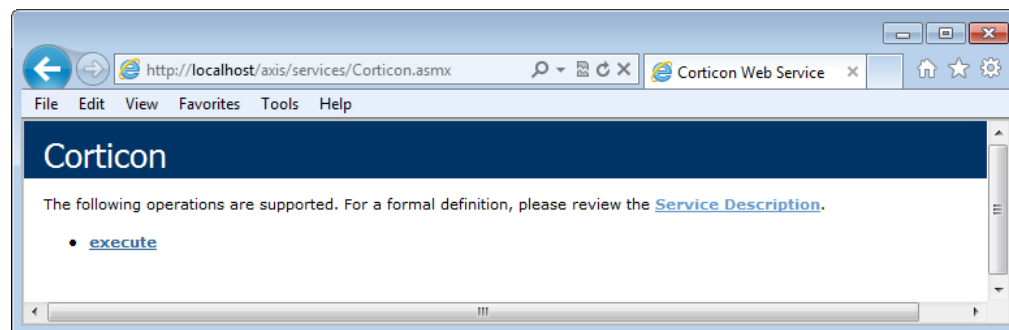 http://localhost/axis/services/Corticon.asmx
Corticon Web Service
File Edit View Favorites Tools Help
Corticon
The following operations are supported. For a formal definition, please review the Service Description.
• execute